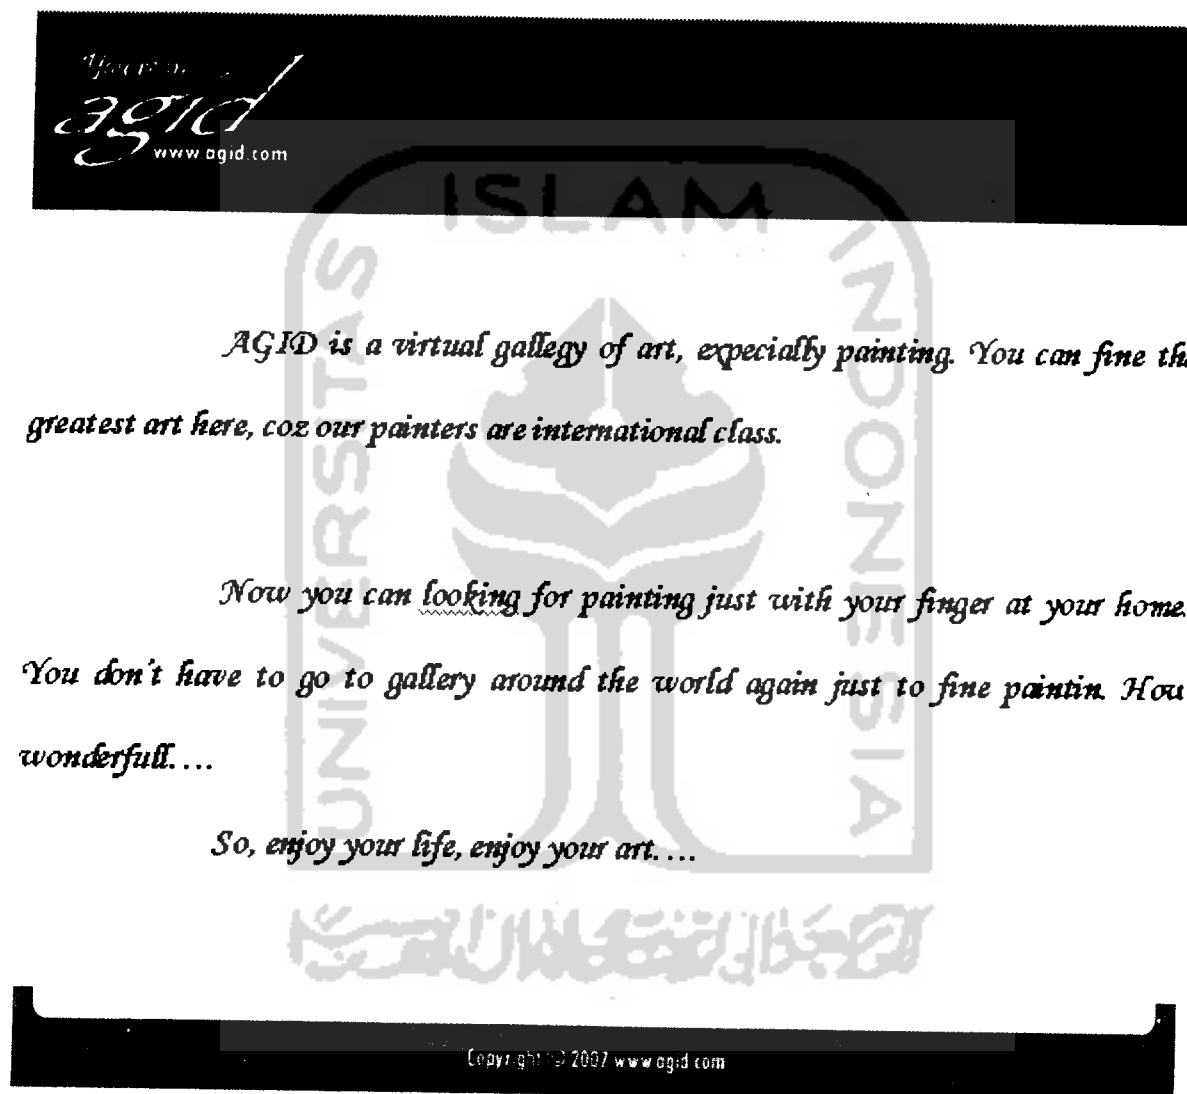 agid
www.agid.com
ISLAM
UNIVERSITAS
INDONESIA
AGID is a virtual gallegy of art, expecially painting. You can fine
greatest art here, coz our painters are international class.
Now you can looking for painting just with your finger at your home.
You don't have to go to gallery around the world again just to fine paintin. How
wonderfull....
So, enjoy your life, enjoy your art....
Copyright © 2007 www.agid.com